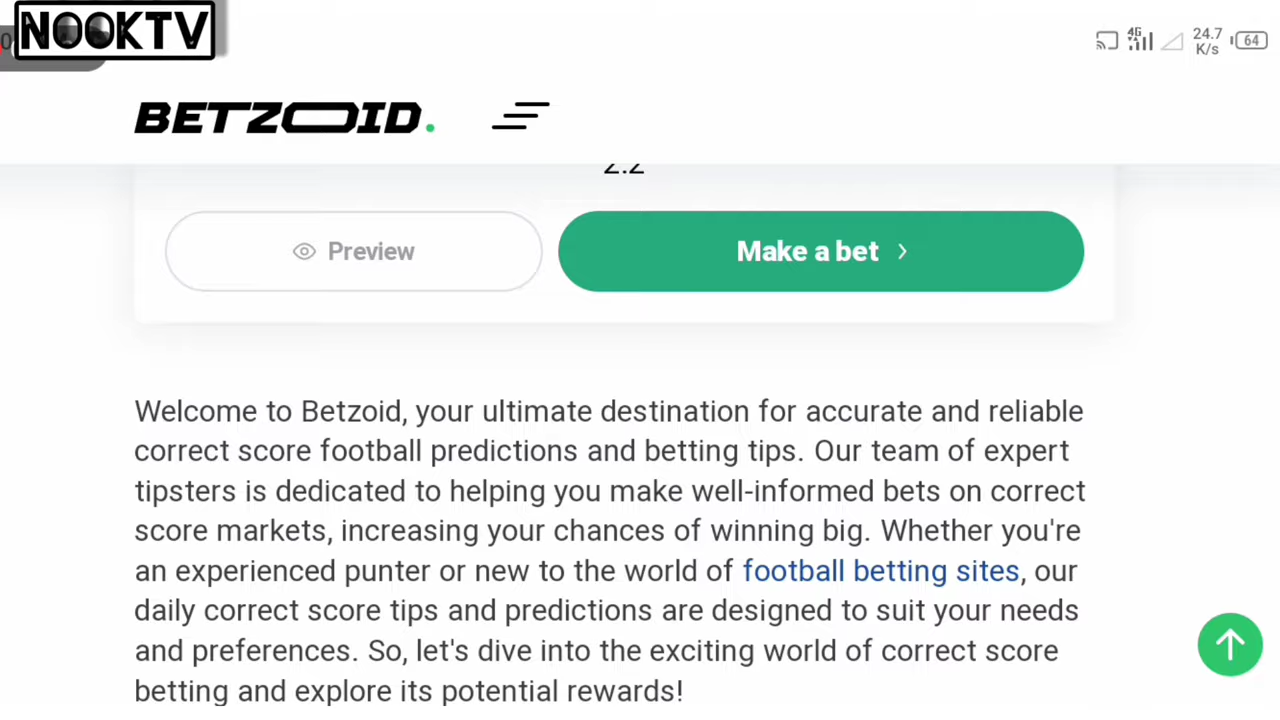 NOOKTV
4G
24.7
K/s
64
BETZOID.
2.2
Preview
Make a bet
Welcome to Betzoid, your ultimate destination for accurate and reliable
correct score football predictions and betting tips. Our team of expert
tipsters is dedicated to helping you make well-informed bets on correct
score markets, increasing your chances of winning big. Whether you're
an experienced punter or new to the world of football betting sites, our
daily correct score tips and predictions are designed to suit your needs
and preferences. So, let's dive into the exciting world of correct score
betting and explore its potential rewards!